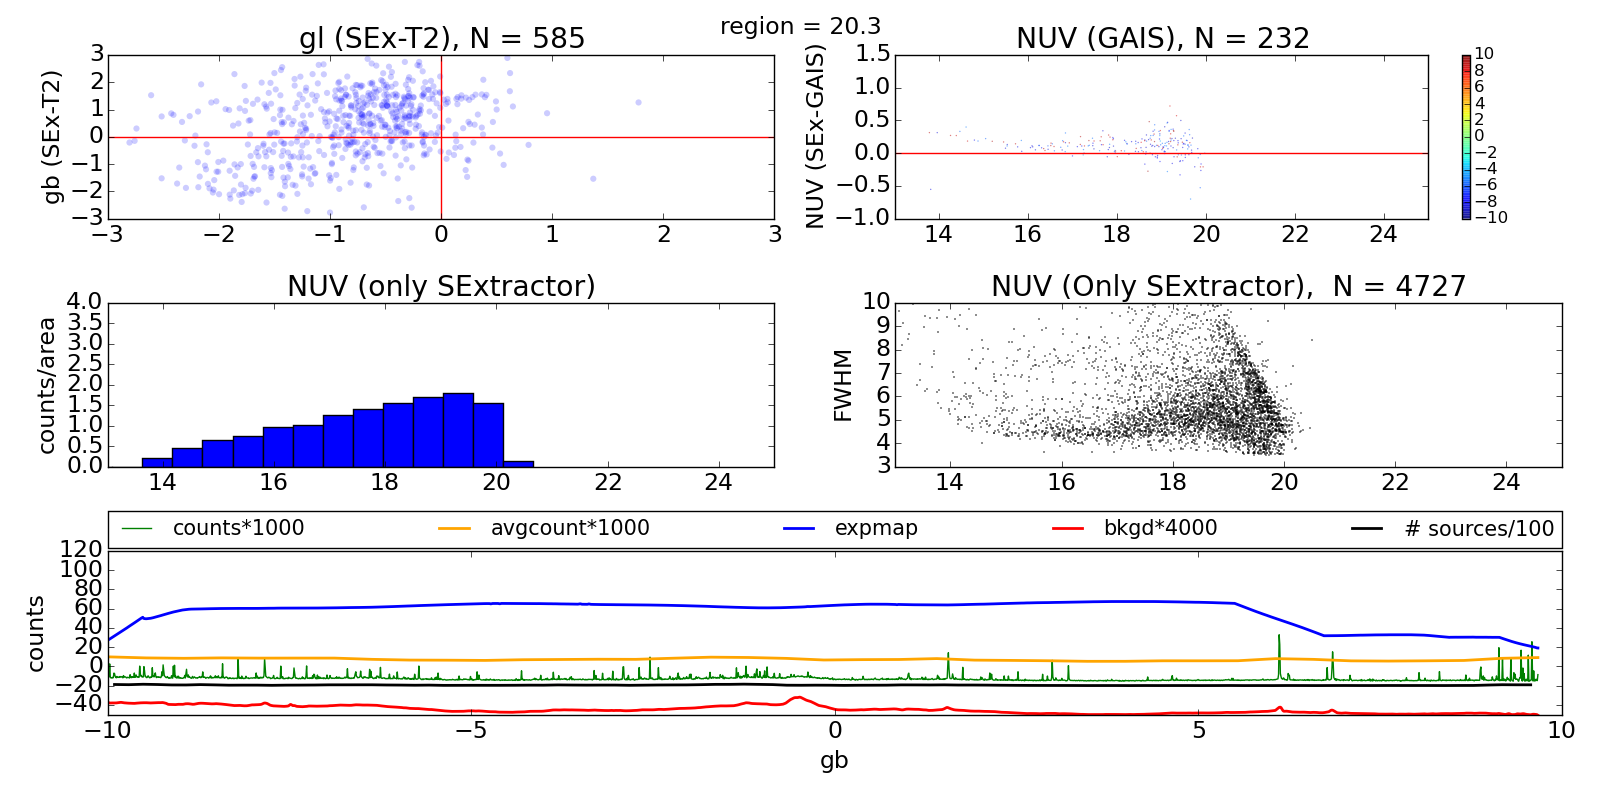 region = 20.3
gl (SEx-T2), N = 585
NUV (GAIS), N = 232
3
2
1
0
−1
−2
−3
gb (SEx-T2)
−3 −2 −1 0 1 2 3
1.5
1.0
0.5
0.0
−0.5
−1.0
NUV (SEx-GAIS)
14 16 18 20 22 24
10
8
6
4
2
0
−2
−4
−6
−8
−10
NUV (only SExtractor)
4.0
3.5
3.0
2.5
2.0
1.5
1.0
0.5
0.0
counts/area
14 16 18 20 22 24
NUV (Only SExtractor),  N = 4727
10
9
8
7
6
5
4
3
FWHM
14 16 18 20 22 24
counts*1000 avgcount*1000 expmap bkgd*4000 # sources/100
120
100
80
60
40
20
0
−20
−40
counts
−10 −5 0 5 10
gb